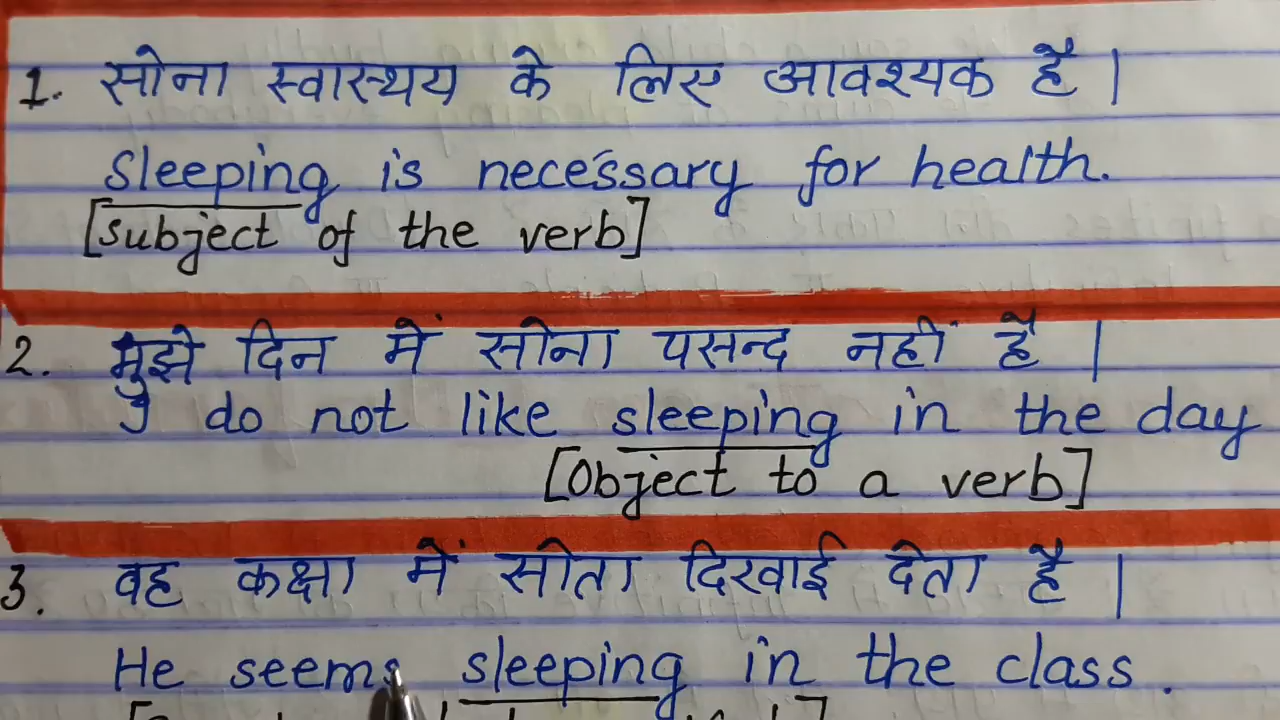 1. सोना स्वास्थय के लिए आवश्यक है |
Sleeping is necessary for health.
[Subject of the verb]
2. मुझे दिन में सोना पसन्द नहीं है |
I do not like sleeping in the day
[Object to a verb]
3. वह कक्षा में सोता दिखाई देता है |
He seems sleeping in the class.